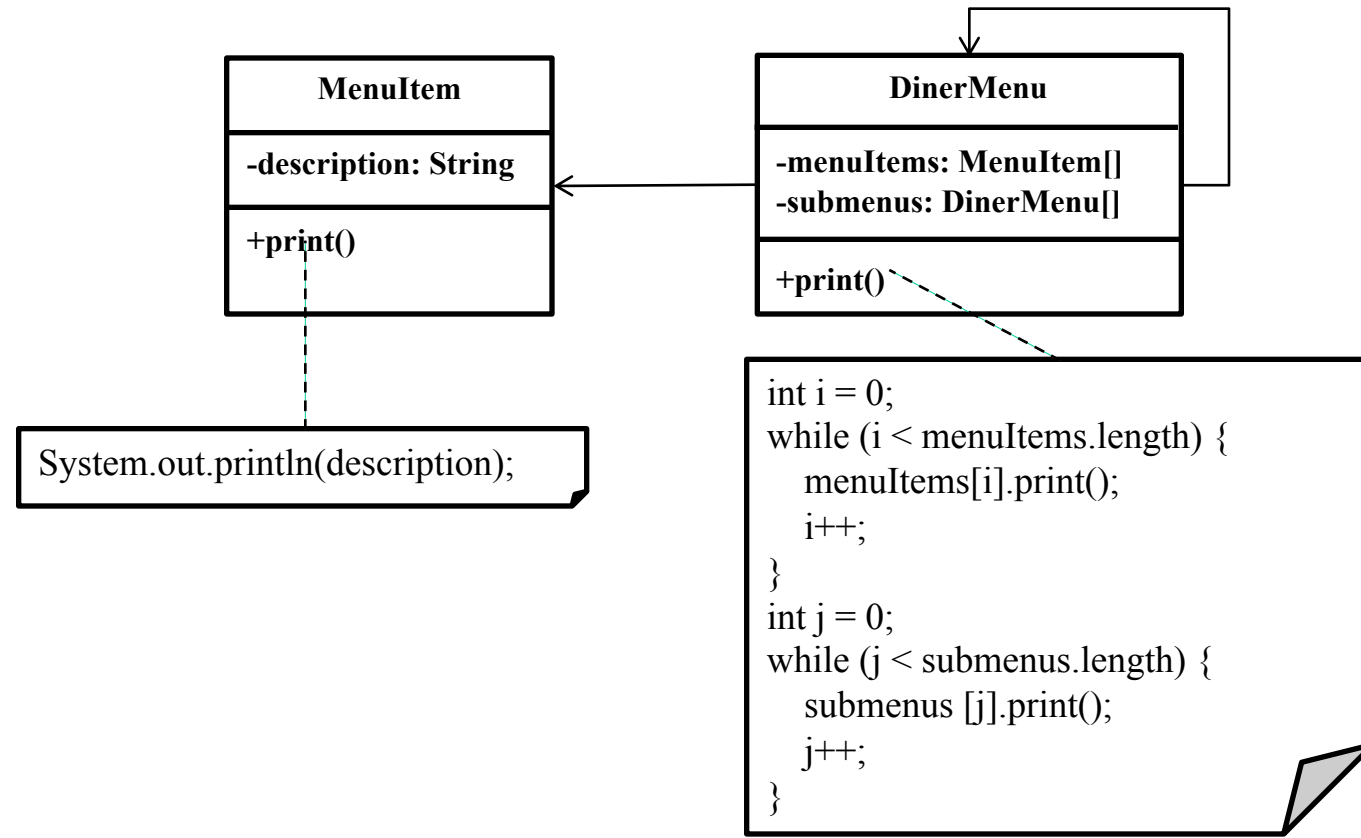 MenuItem
-description: String
+print()
DinerMenu
-menuItems: MenuItem[]
-submenus: DinerMenu[]
+print()
System.out.println(description);
int i = 0;
while (i < menuItems.length) {
menuItems[i].print();
i++;
}
int j = 0;
while (j < submenus.length) {
submenus [j].print();
j++;
}